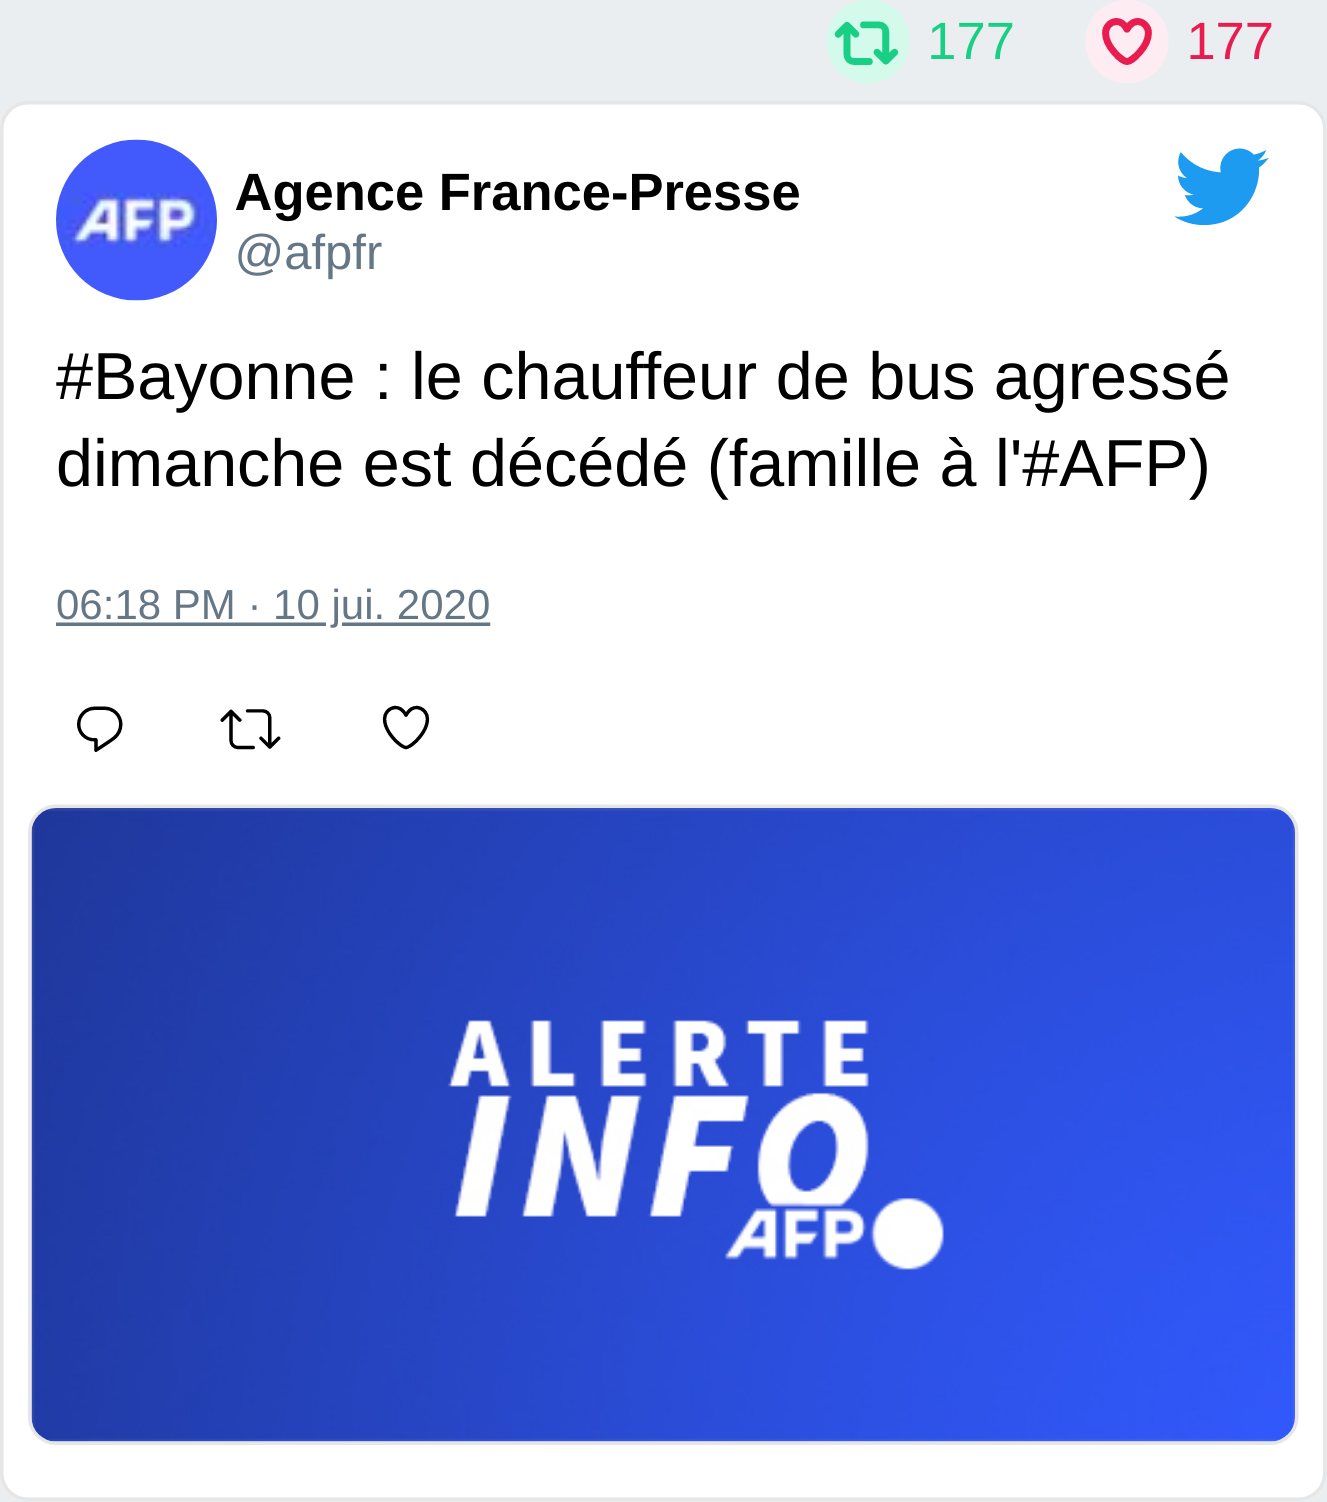 177 177
AFP
Agence France-Presse
@afpfr
#Bayonne : le chauffeur de bus agressé
dimanche est décédé (famille à l'#AFP)
06:18 PM · 10 jui. 2020
ALERTE
INFO
AFP